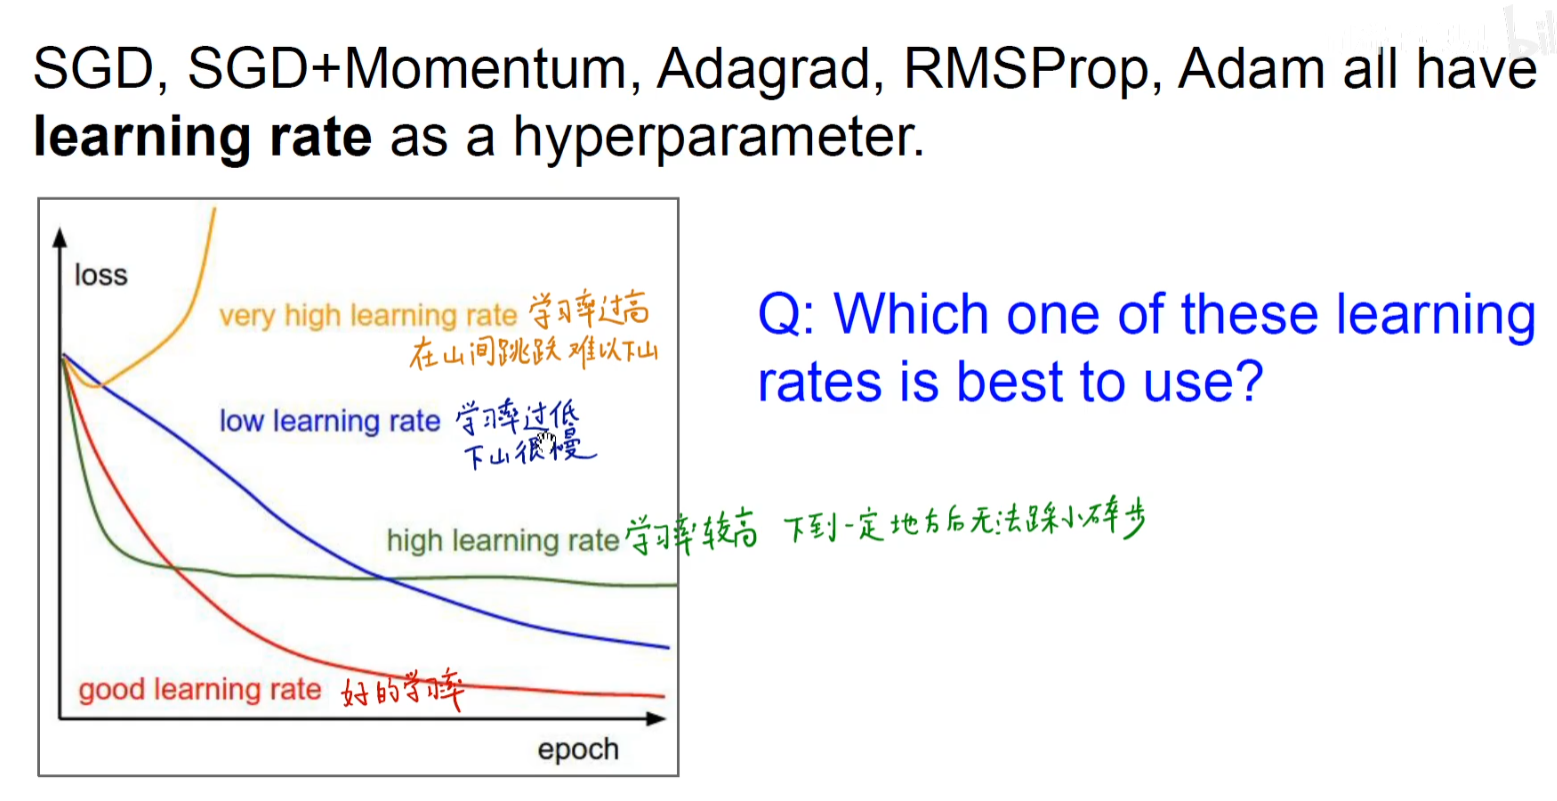 SGD, SGD+Momentum, Adagrad, RMSProp, Adam all have
learning rate as a hyperparameter.
loss
very high learning rate 学习率过高
在山间跳跃 难以下山
low learning rate 学习率过低
下山很慢
high learning rate 学习率较高 下到一定地方后无法踩小碎步
good learning rate 好的学习率
epoch
Q: Which one of these learning
rates is best to use?